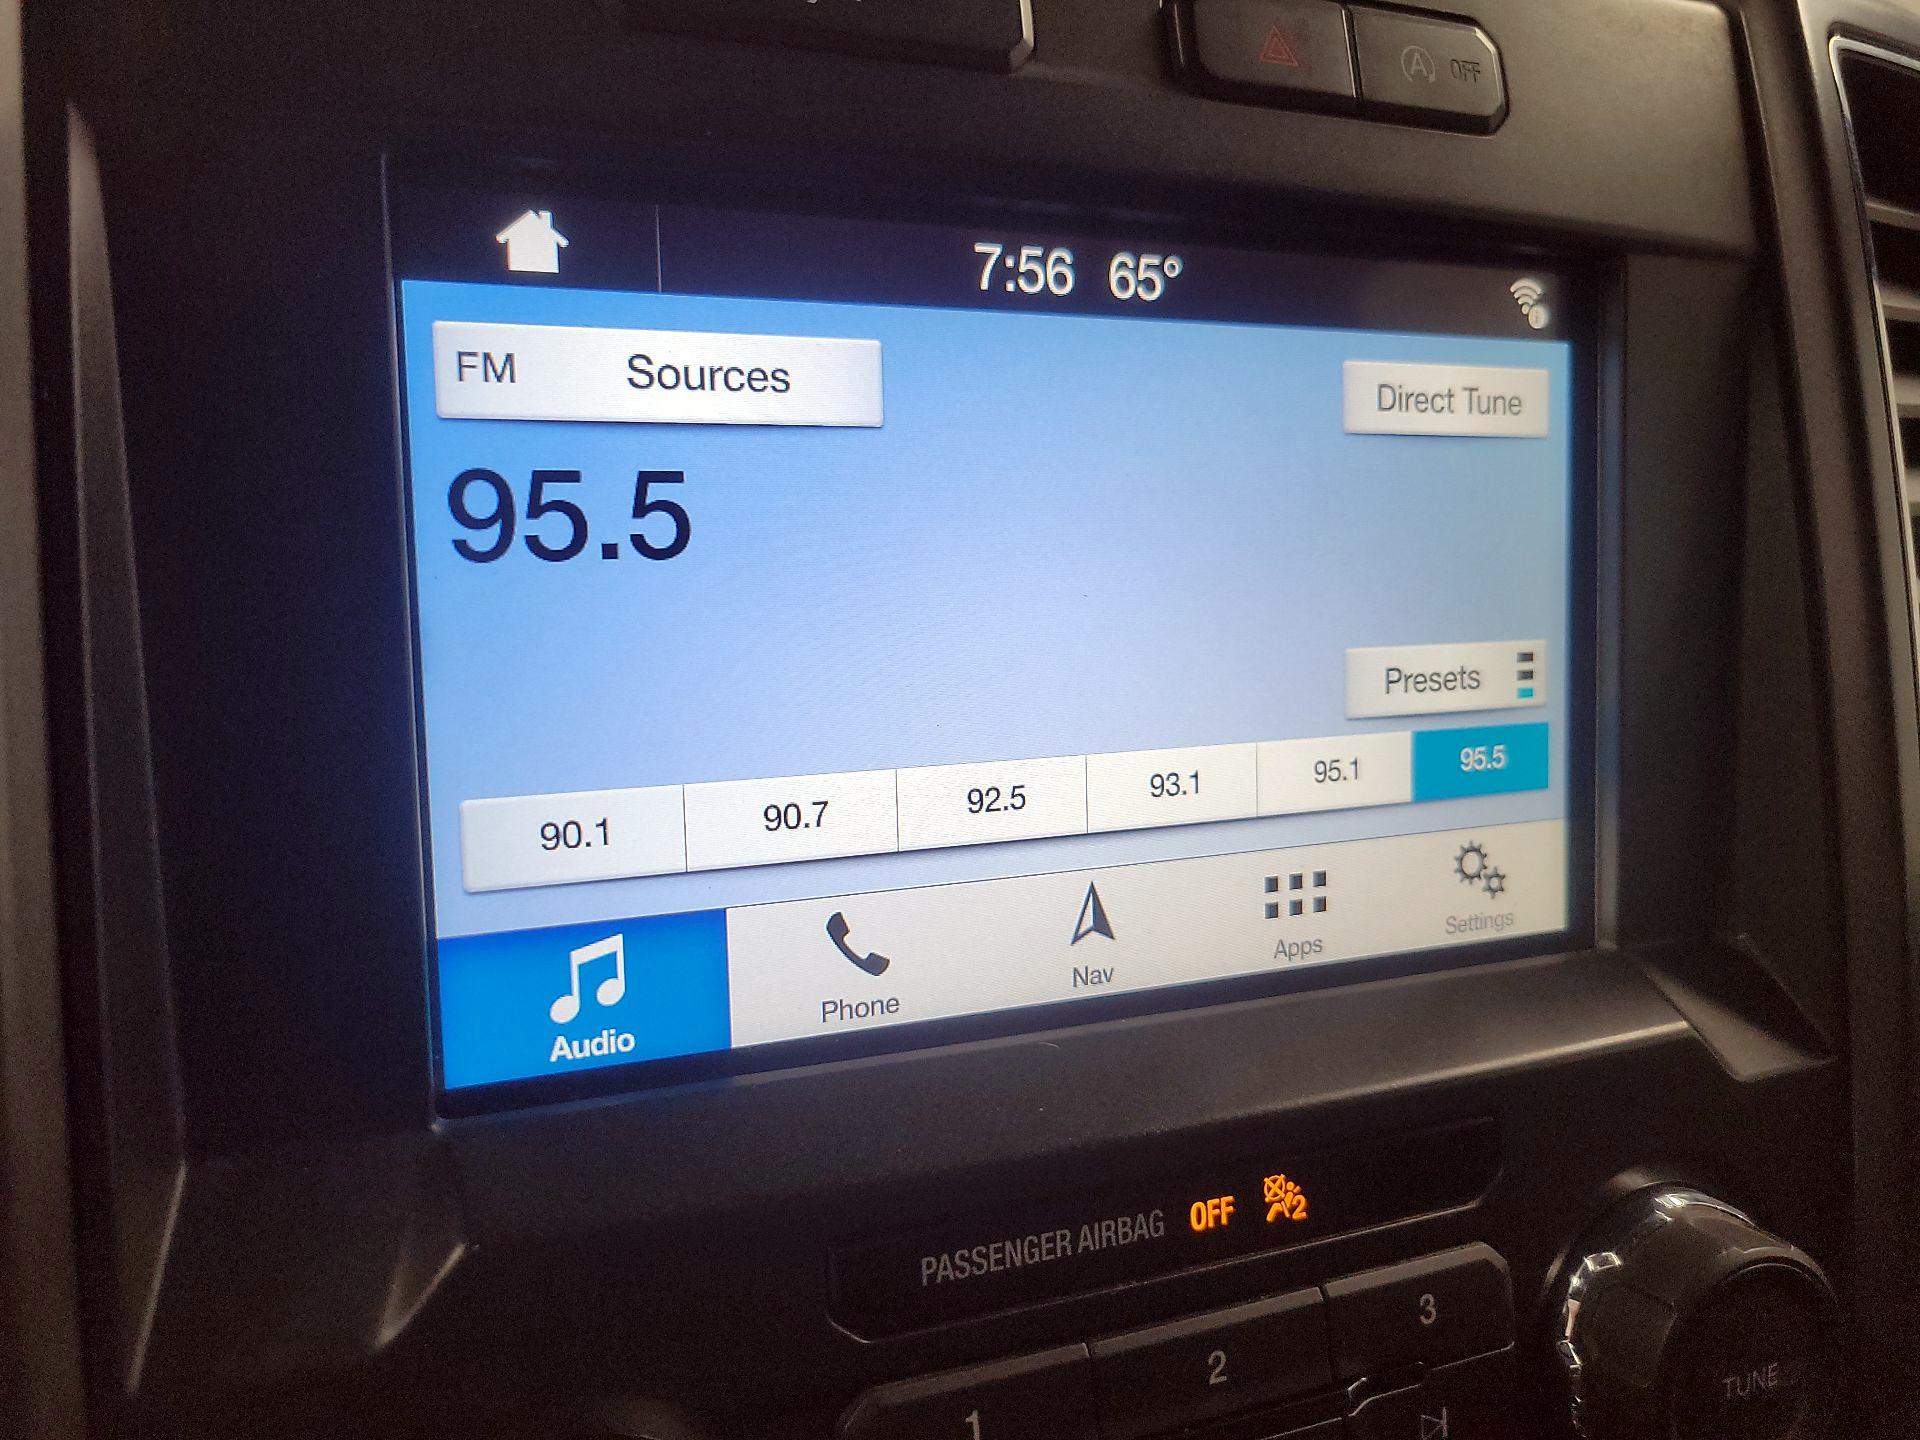 A OFF
7:56 65°
FM Sources
Direct Tune
95.5
Presets
90.1 90.7 92.5 93.1 95.1 95.5
Audio Phone Nav Apps Settings
PASSENGER AIRBAG OFF 2
1 2 3
TUNE